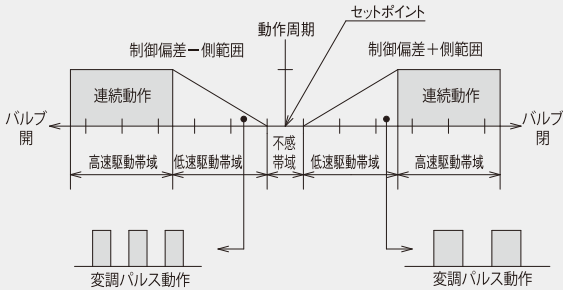 セットポイント
動作周期
制御偏差－側範囲
制御偏差＋側範囲
連続動作
連続動作
バルブ
開
バルブ
閉
高速駆動帯域
低速駆動帯域
不感
帯域
低速駆動帯域
高速駆動帯域
変調パルス動作
変調パルス動作